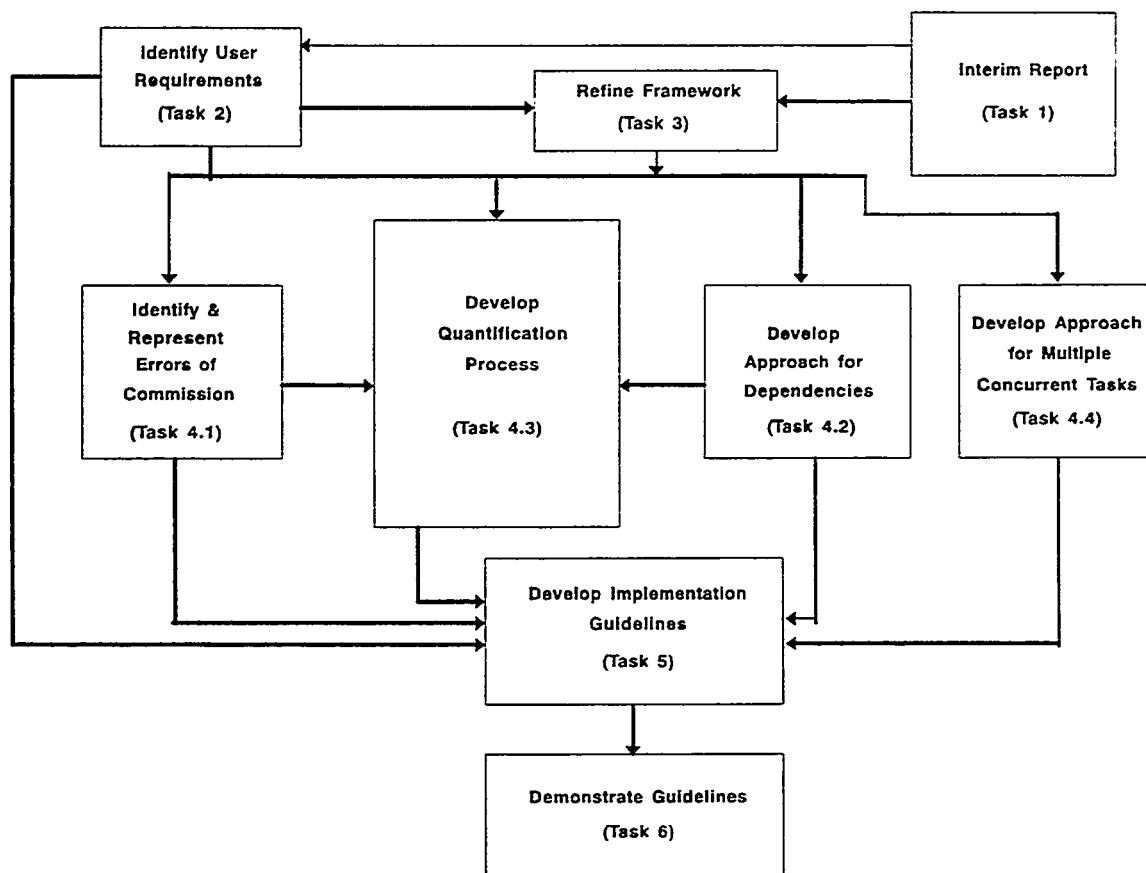 Identify User
Requirements
(Task 2)
Refine Framework
(Task 3)
Interim Report
(Task 1)
Identify &
Represent
Errors of
Commission
(Task 4.1)
Develop
Quantification
Process
(Task 4.3)
Develop
Approach for
Dependencies
(Task 4.2)
Develop Approach
for Multiple
Concurrent Tasks
(Task 4.4)
Develop Implementation
Guidelines
(Task 5)
Demonstrate Guidelines
(Task 6)